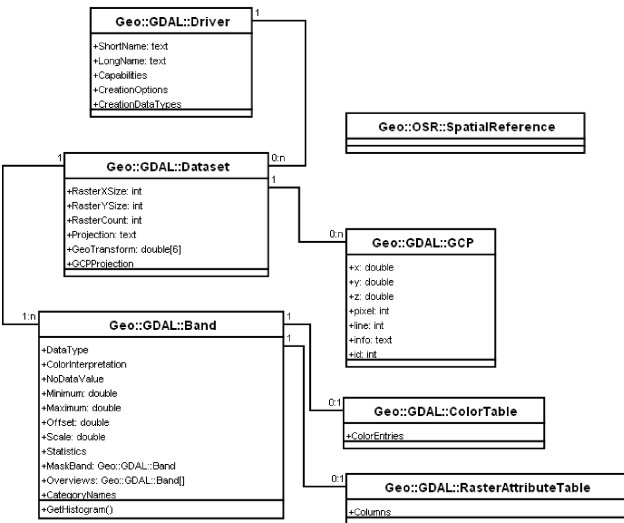 Geo::GDAL::Driver
+ShortName: text
+LongName: text
+Capabilities
+CreationOptions
+CreationDataTypes
1
Geo::OSR::SpatialReference
1
0:n
Geo::GDAL::Dataset
+RasterXSize: int
+RasterYSize: int
+RasterCount: int
+Projection: text
+GeoTransform: double[6]
+GCPProjection
1
0:n
Geo::GDAL::GCP
+x: double
+y: double
+z: double
+pixel: int
+line: int
+info: text
+id: int
1:n
Geo::GDAL::Band
+DataType
+ColorInterpretation
+NoDataValue
+Minimum: double
+Maximum: double
+Offset: double
+Scale: double
+Statistics
+MaskBand: Geo::GDAL::Band
+Overviews: Geo::GDAL::Band[]
+CategoryNames
+GetHistogram()
1
1
0:1
Geo::GDAL::ColorTable
+ColorEntries
0:1
Geo::GDAL::RasterAttributeTable
+Columns